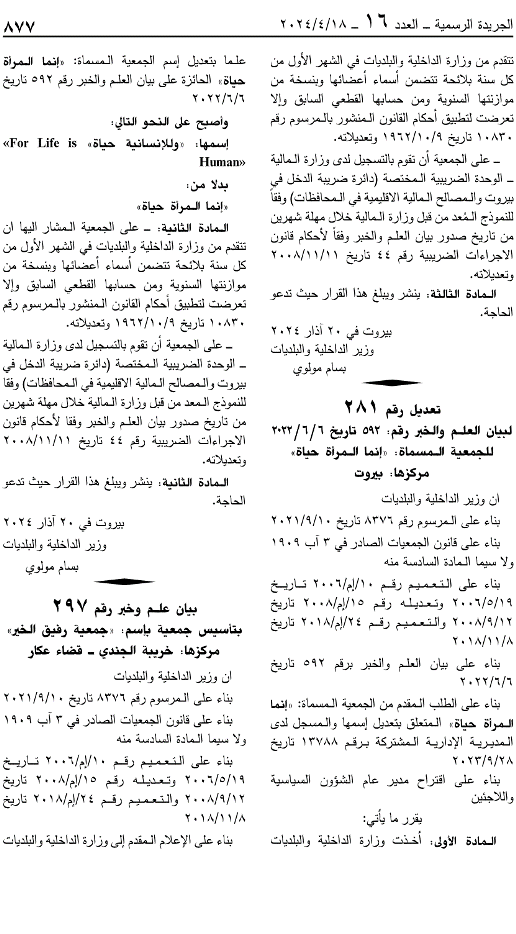 الجريدة الرسمية ــ العدد ١٦ ــ ٢٠٢٤/٤/١٨
٨٧٧
تتقدم من وزارة الداخلية والبلديات في الشهر الأول من
كل سنة بلائحة تتضمن أسماء أعضائها وبنسخة من
موازنتها السنوية ومن حسابها القطعي السابق وإلا
تعرضت لتطبيق أحكام القانون المنشور بالمرسوم رقم
١٠٨٣٠ تاريخ ١٩٦٢/١٠/٩ وتعديلاته.
ــ على الجمعية أن تقوم بالتسجيل لدى وزارة المالية
ــ الوحدة الضريبية المختصة (دائرة ضريبة الدخل في
بيروت والمصالح المالية الاقليمية في المحافظات) وفقاً
للنموذج المُعد من قبل وزارة المالية خلال مهلة شهرين
من تاريخ صدور بيان العلم والخبر وفقاً لأحكام قانون
الاجراءات الضريبية رقم ٤٤ تاريخ ٢٠٠٨/١١/١١
وتعديلاته.
المادة الثالثة: ينشر ويبلغ هذا القرار حيث تدعو
الحاجة.
بيروت في ٢٠ آذار ٢٠٢٤
وزير الداخلية والبلديات
بسام مولوي
تعديل رقم ٢٨١
لبيان العلم والخبر رقم: ٥٩٢ تاريخ ٢٠٢٢/٦/٦
للجمعية المسماة: «إنما المرأة حياة»
مركزها: بيروت
ان وزير الداخلية والبلديات
بناء على المرسوم رقم ٨٣٧٦ تاريخ ٢٠٢١/٩/١٠
بناء على قانون الجمعيات الصادر في ٣ آب ١٩٠٩
ولا سيما المادة السادسة منه
بناء على التعميم رقم ١٠/إم/٢٠٠٦ تاريخ
٢٠٠٦/٥/١٩ وتعديله رقم ١٥/إم/٢٠٠٨ تاريخ
٢٠٠٨/٩/١٢ والتعميم رقم ٢٤/إم/٢٠١٨ تاريخ
٢٠١٨/١١/٨
بناء على بيان العلم والخبر برقم ٥٩٢ تاريخ
٢٠٢٢/٦/٦
بناء على الطلب المقدم من الجمعية المسماة: «إنما
المرأة حياة» المتعلق بتعديل إسمها والمسجل لدى
المديرية الإدارية المشتركة برقم ١٣٧٨٨ تاريخ
٢٠٢٣/٩/٢٨
بناء على اقتراح مدير عام الشؤون السياسية
واللاجئين
يقرر ما يأتي:
المادة الأولى: أخذت وزارة الداخلية والبلديات
علما بتعديل إسم الجمعية المسماة: «إنما المرأة
حياة» الحائزة على بيان العلم والخبر رقم ٥٩٢ تاريخ
٢٠٢٢/٦/٦
وأصبح على النحو التالي:
إسمها: «وللإنسانية حياة» «For Life is
Human»
بدلا من:
«إنما المرأة حياة»
المادة الثانية: ــ على الجمعية المشار اليها ان
تتقدم من وزارة الداخلية والبلديات في الشهر الأول من
كل سنة بلائحة تتضمن أسماء أعضائها وبنسخة من
موازنتها السنوية ومن حسابها القطعي السابق وإلا
تعرضت لتطبيق أحكام القانون المنشور بالمرسوم رقم
١٠٨٣٠ تاريخ ١٩٦٢/١٠/٩ وتعديلاته.
ــ على الجمعية أن تقوم بالتسجيل لدى وزارة المالية
ــ الوحدة الضريبية المختصة (دائرة ضريبة الدخل في
بيروت والمصالح المالية الاقليمية في المحافظات) وفقا
للنموذج المعد من قبل وزارة المالية خلال مهلة شهرين
من تاريخ صدور بيان العلم والخبر وفقا لأحكام قانون
الاجراءات الضريبية رقم ٤٤ تاريخ ٢٠٠٨/١١/١١
وتعديلاته.
المادة الثانية: ينشر ويبلغ هذا القرار حيث تدعو
الحاجة.
بيروت في ٢٠ آذار ٢٠٢٤
وزير الداخلية والبلديات
بسام مولوي
بيان علم وخبر رقم ٢٩٧
بتأسيس جمعية بإسم: «جمعية رفيق الخير»
مركزها: خريبة الجندي ــ قضاء عكار
ان وزير الداخلية والبلديات
بناء على المرسوم رقم ٨٣٧٦ تاريخ ٢٠٢١/٩/١٠
بناء على قانون الجمعيات الصادر في ٣ آب ١٩٠٩
ولا سيما المادة السادسة منه
بناء على التعميم رقم ١٠/إم/٢٠٠٦ تاريخ
٢٠٠٦/٥/١٩ وتعديله رقم ١٥/إم/٢٠٠٨ تاريخ
٢٠٠٨/٩/١٢ والتعميم رقم ٢٤/إم/٢٠١٨ تاريخ
٢٠١٨/١١/٨
بناء على الإعلام المقدم إلى وزارة الداخلية والبلديات